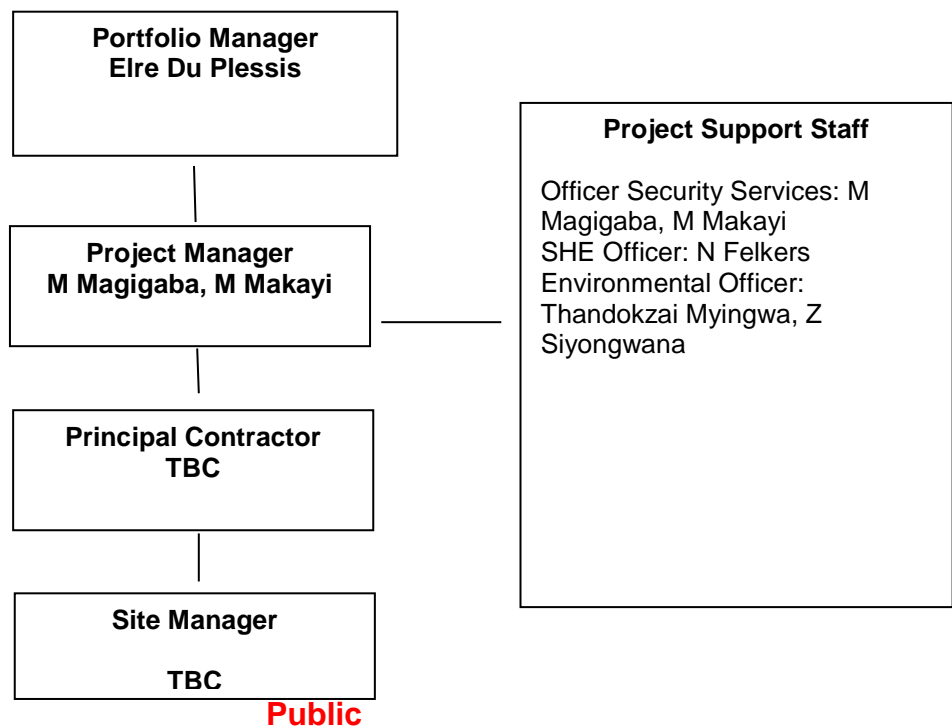 Portfolio Manager
Elre Du Plessis
Project Manager
M Magigaba, M Makayi
Principal Contractor
TBC
Site Manager
TBC
Project Support Staff
Officer Security Services: M
Magigaba, M Makayi
SHE Officer: N Felkers
Environmental Officer:
Thandokzai Myingwa, Z
Siyongwana
Public